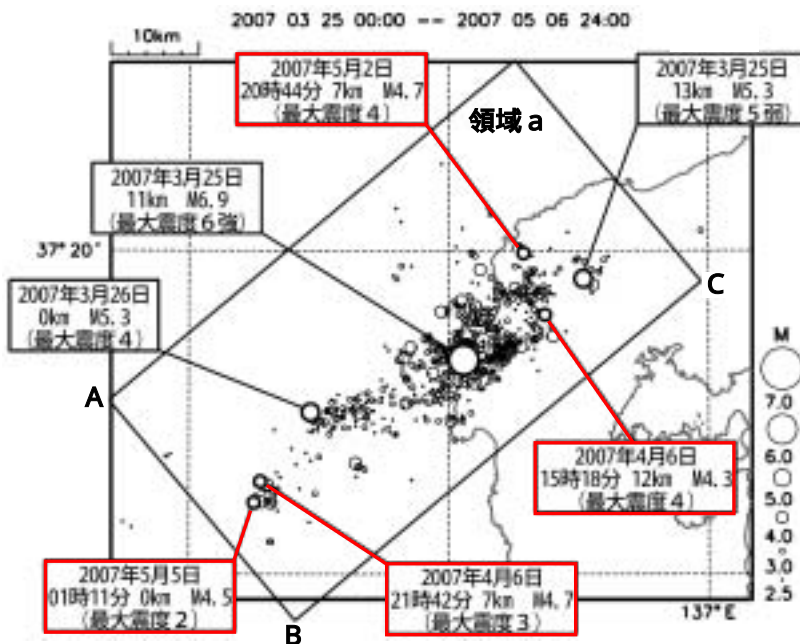 2007 03 25 00:00 -- 2007 05 06 24:00
10km
2007年5月2日
20時44分 7km M4.7
(最大震度4)
2007年3月25日
13km M5.3
(最大震度5弱)
領域a
2007年3月25日
11km M6.9
(最大震度6強)
37°20'
2007年3月26日
0km M5.3
(最大震度4)
C
A
M
7.0
6.0
5.0
4.0
3.0
2.5
2007年4月6日
15時18分 12km M4.3
(最大震度4)
2007年5月5日
01時11分 0km M4.5
(最大震度2)
2007年4月6日
21時42分 7km M4.7
(最大震度3)
137°E
B